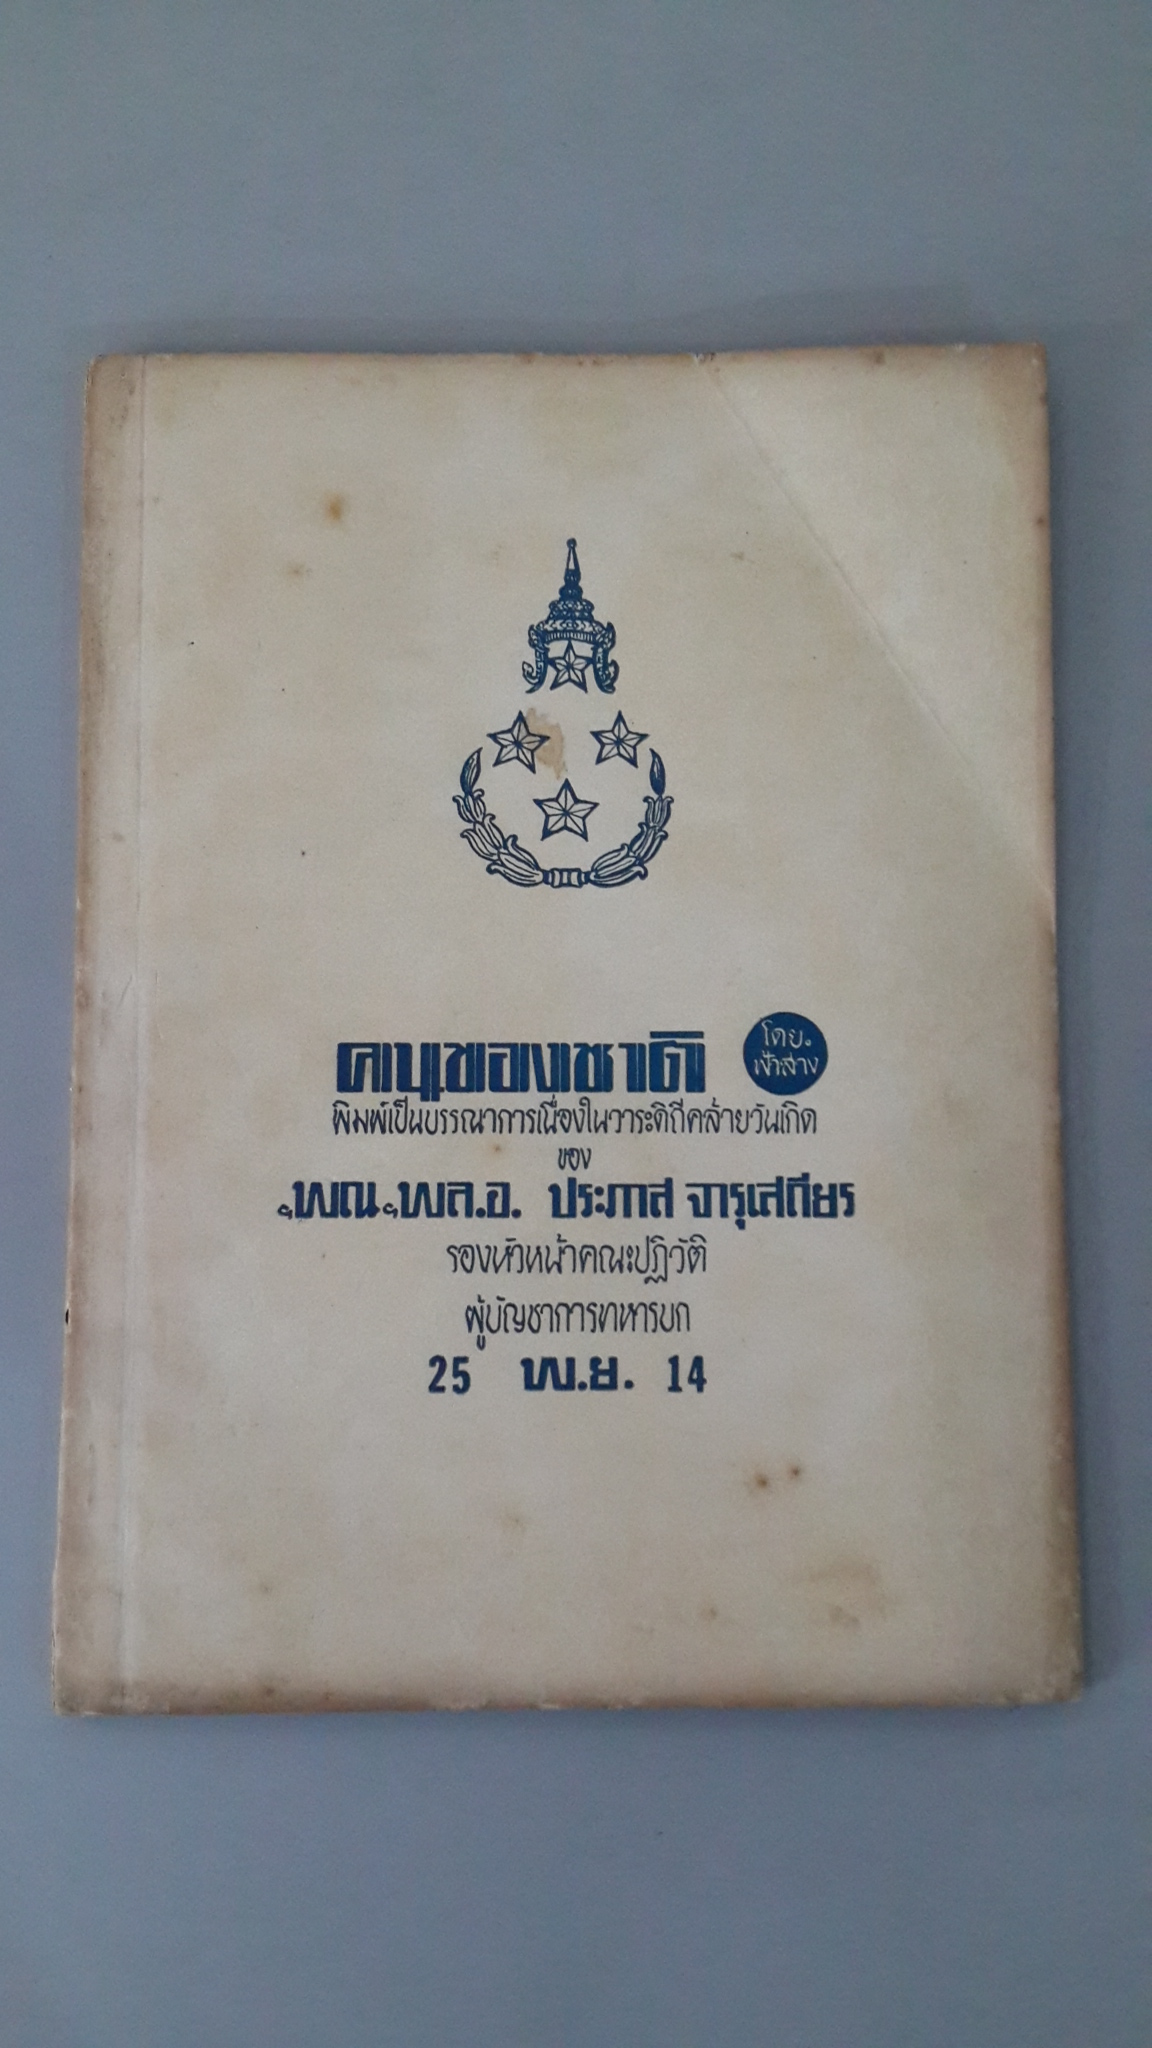 คนของชาติ
โดย.
ฟ้าสาง
พิมพ์เป็นบรรณาการเนื่องในวาระดิถีคล้ายวันเกิด
ของ
ฯพณฯพล.อ. ประภาส จารุเสถียร
รองหัวหน้าคณะปฏิวัติ
ผู้บัญชาการทหารบก
25 พ.ย. 14